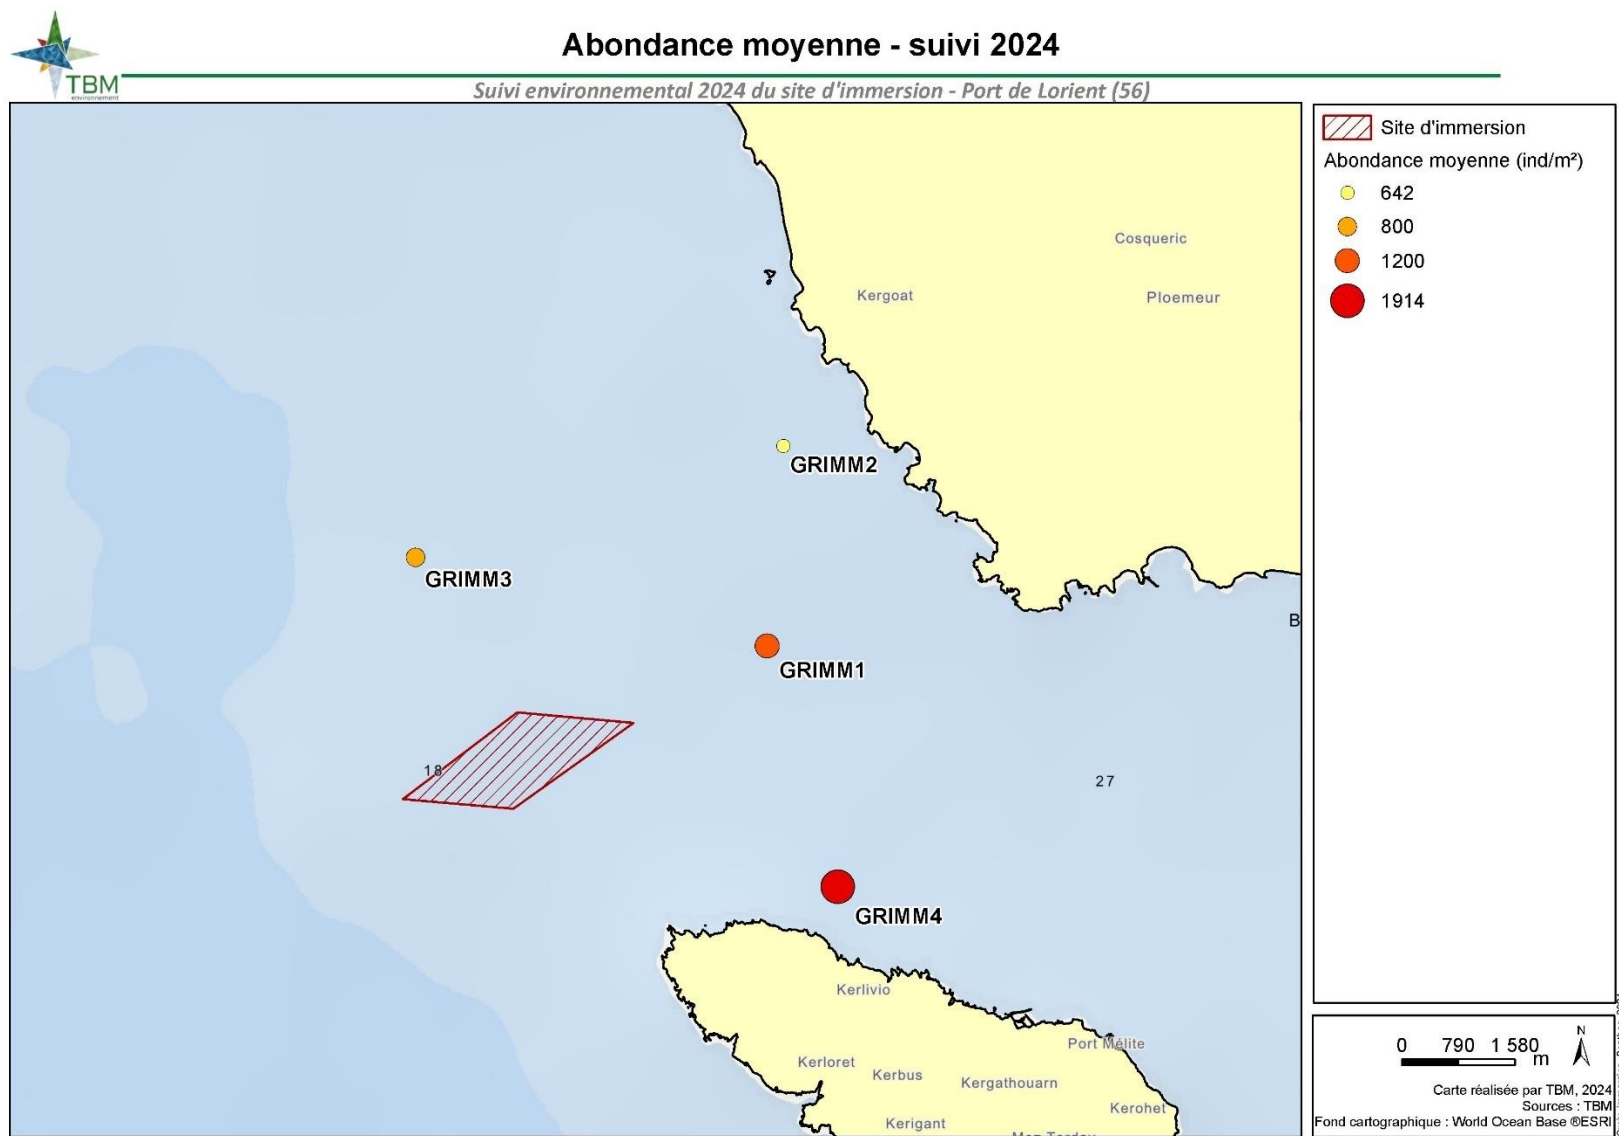 Abondance moyenne - suivi 2024
TBM
environnement
Suivi environnemental 2024 du site d'immersion - Port de Lorient (56)
Site d'immersion
Abondance moyenne (ind/m²)
642
800
1200
1914
Cosqueric
Kergoat
Ploemeur
GRIMM2
GRIMM3
B
GRIMM1
18
27
GRIMM4
Kerlivio
Port Mélite
Kerloret
Kerbus
Kergathouarn
Kerohet
Kerigant
N
0 790 1 580
m
Carte réalisée par TBM, 2024
Sources : TBM
Fond cartographique : World Ocean Base ®ESRI